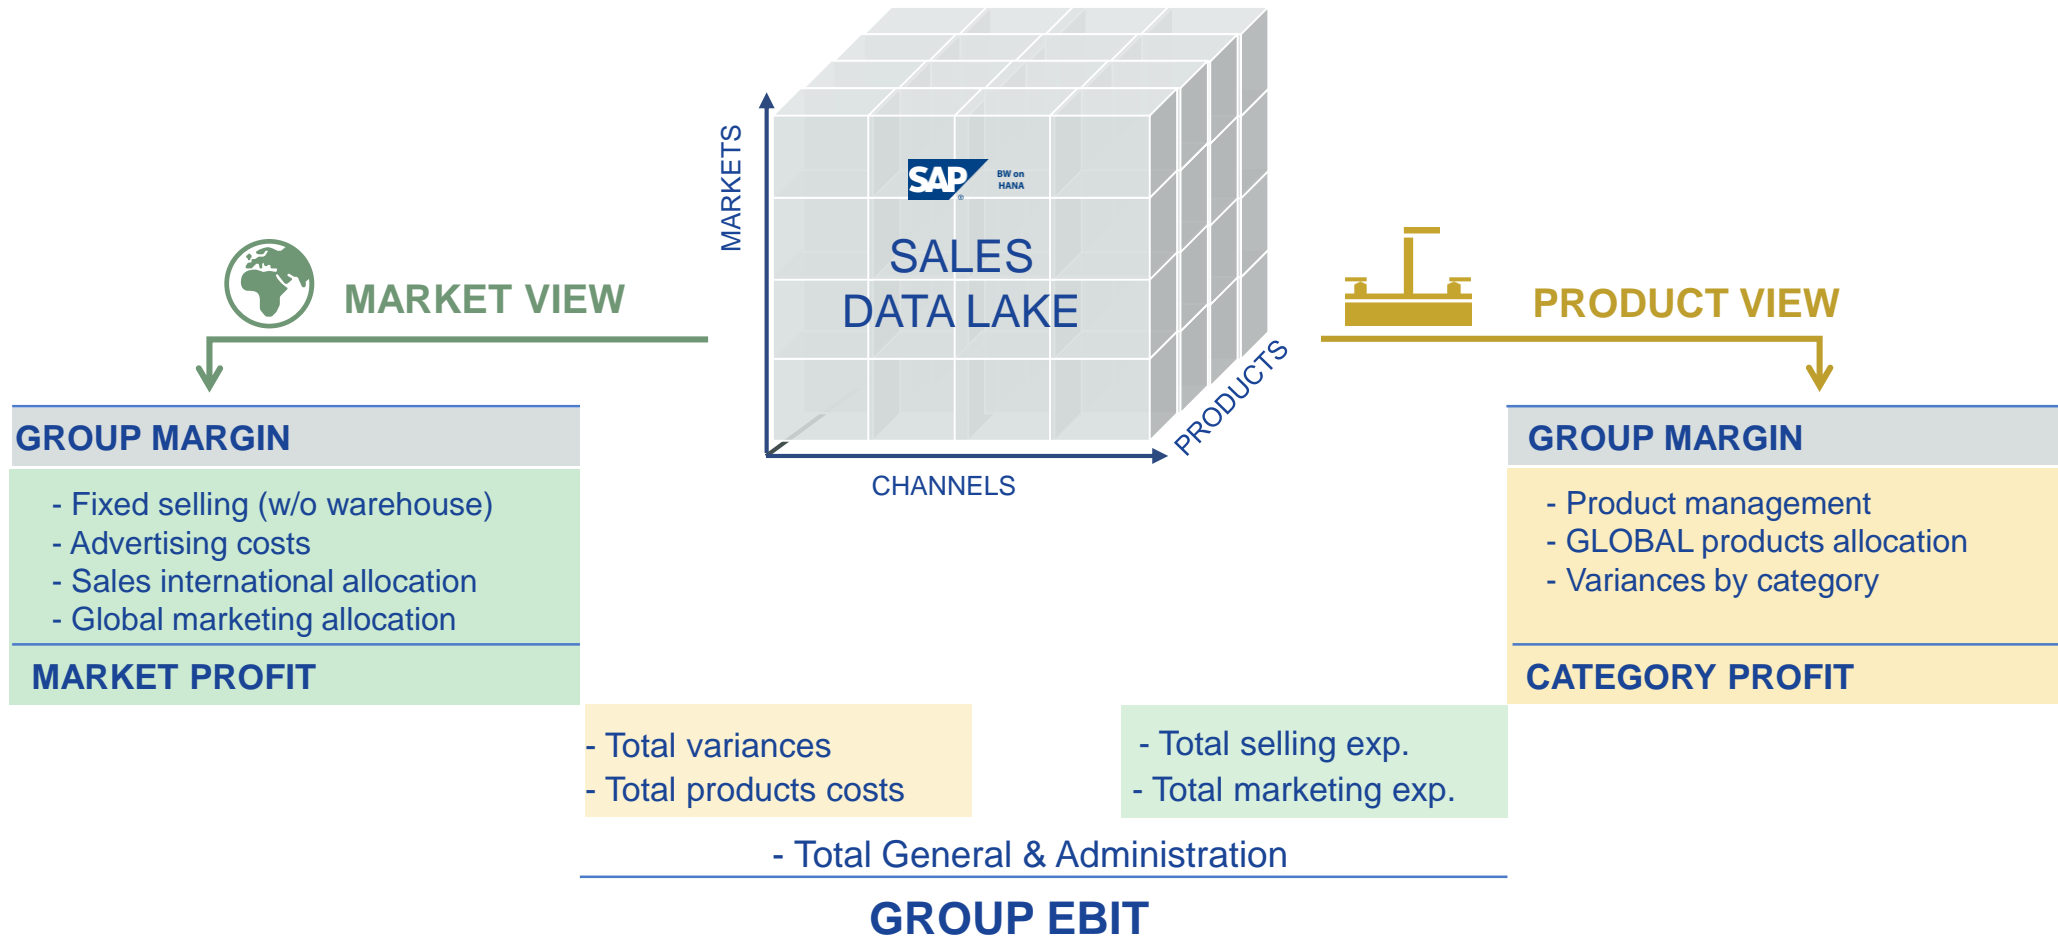 MARKETS
SAP
®
BW on
HANA
SALES
DATA LAKE
PRODUCTS
CHANNELS
MARKET VIEW
PRODUCT VIEW
GROUP MARGIN
- Fixed selling (w/o warehouse)
- Advertising costs
- Sales international allocation
- Global marketing allocation
MARKET PROFIT
GROUP MARGIN
- Product management
- GLOBAL products allocation
- Variances by category
CATEGORY PROFIT
- Total variances
- Total products costs
- Total selling exp.
- Total marketing exp.
- Total General & Administration
GROUP EBIT